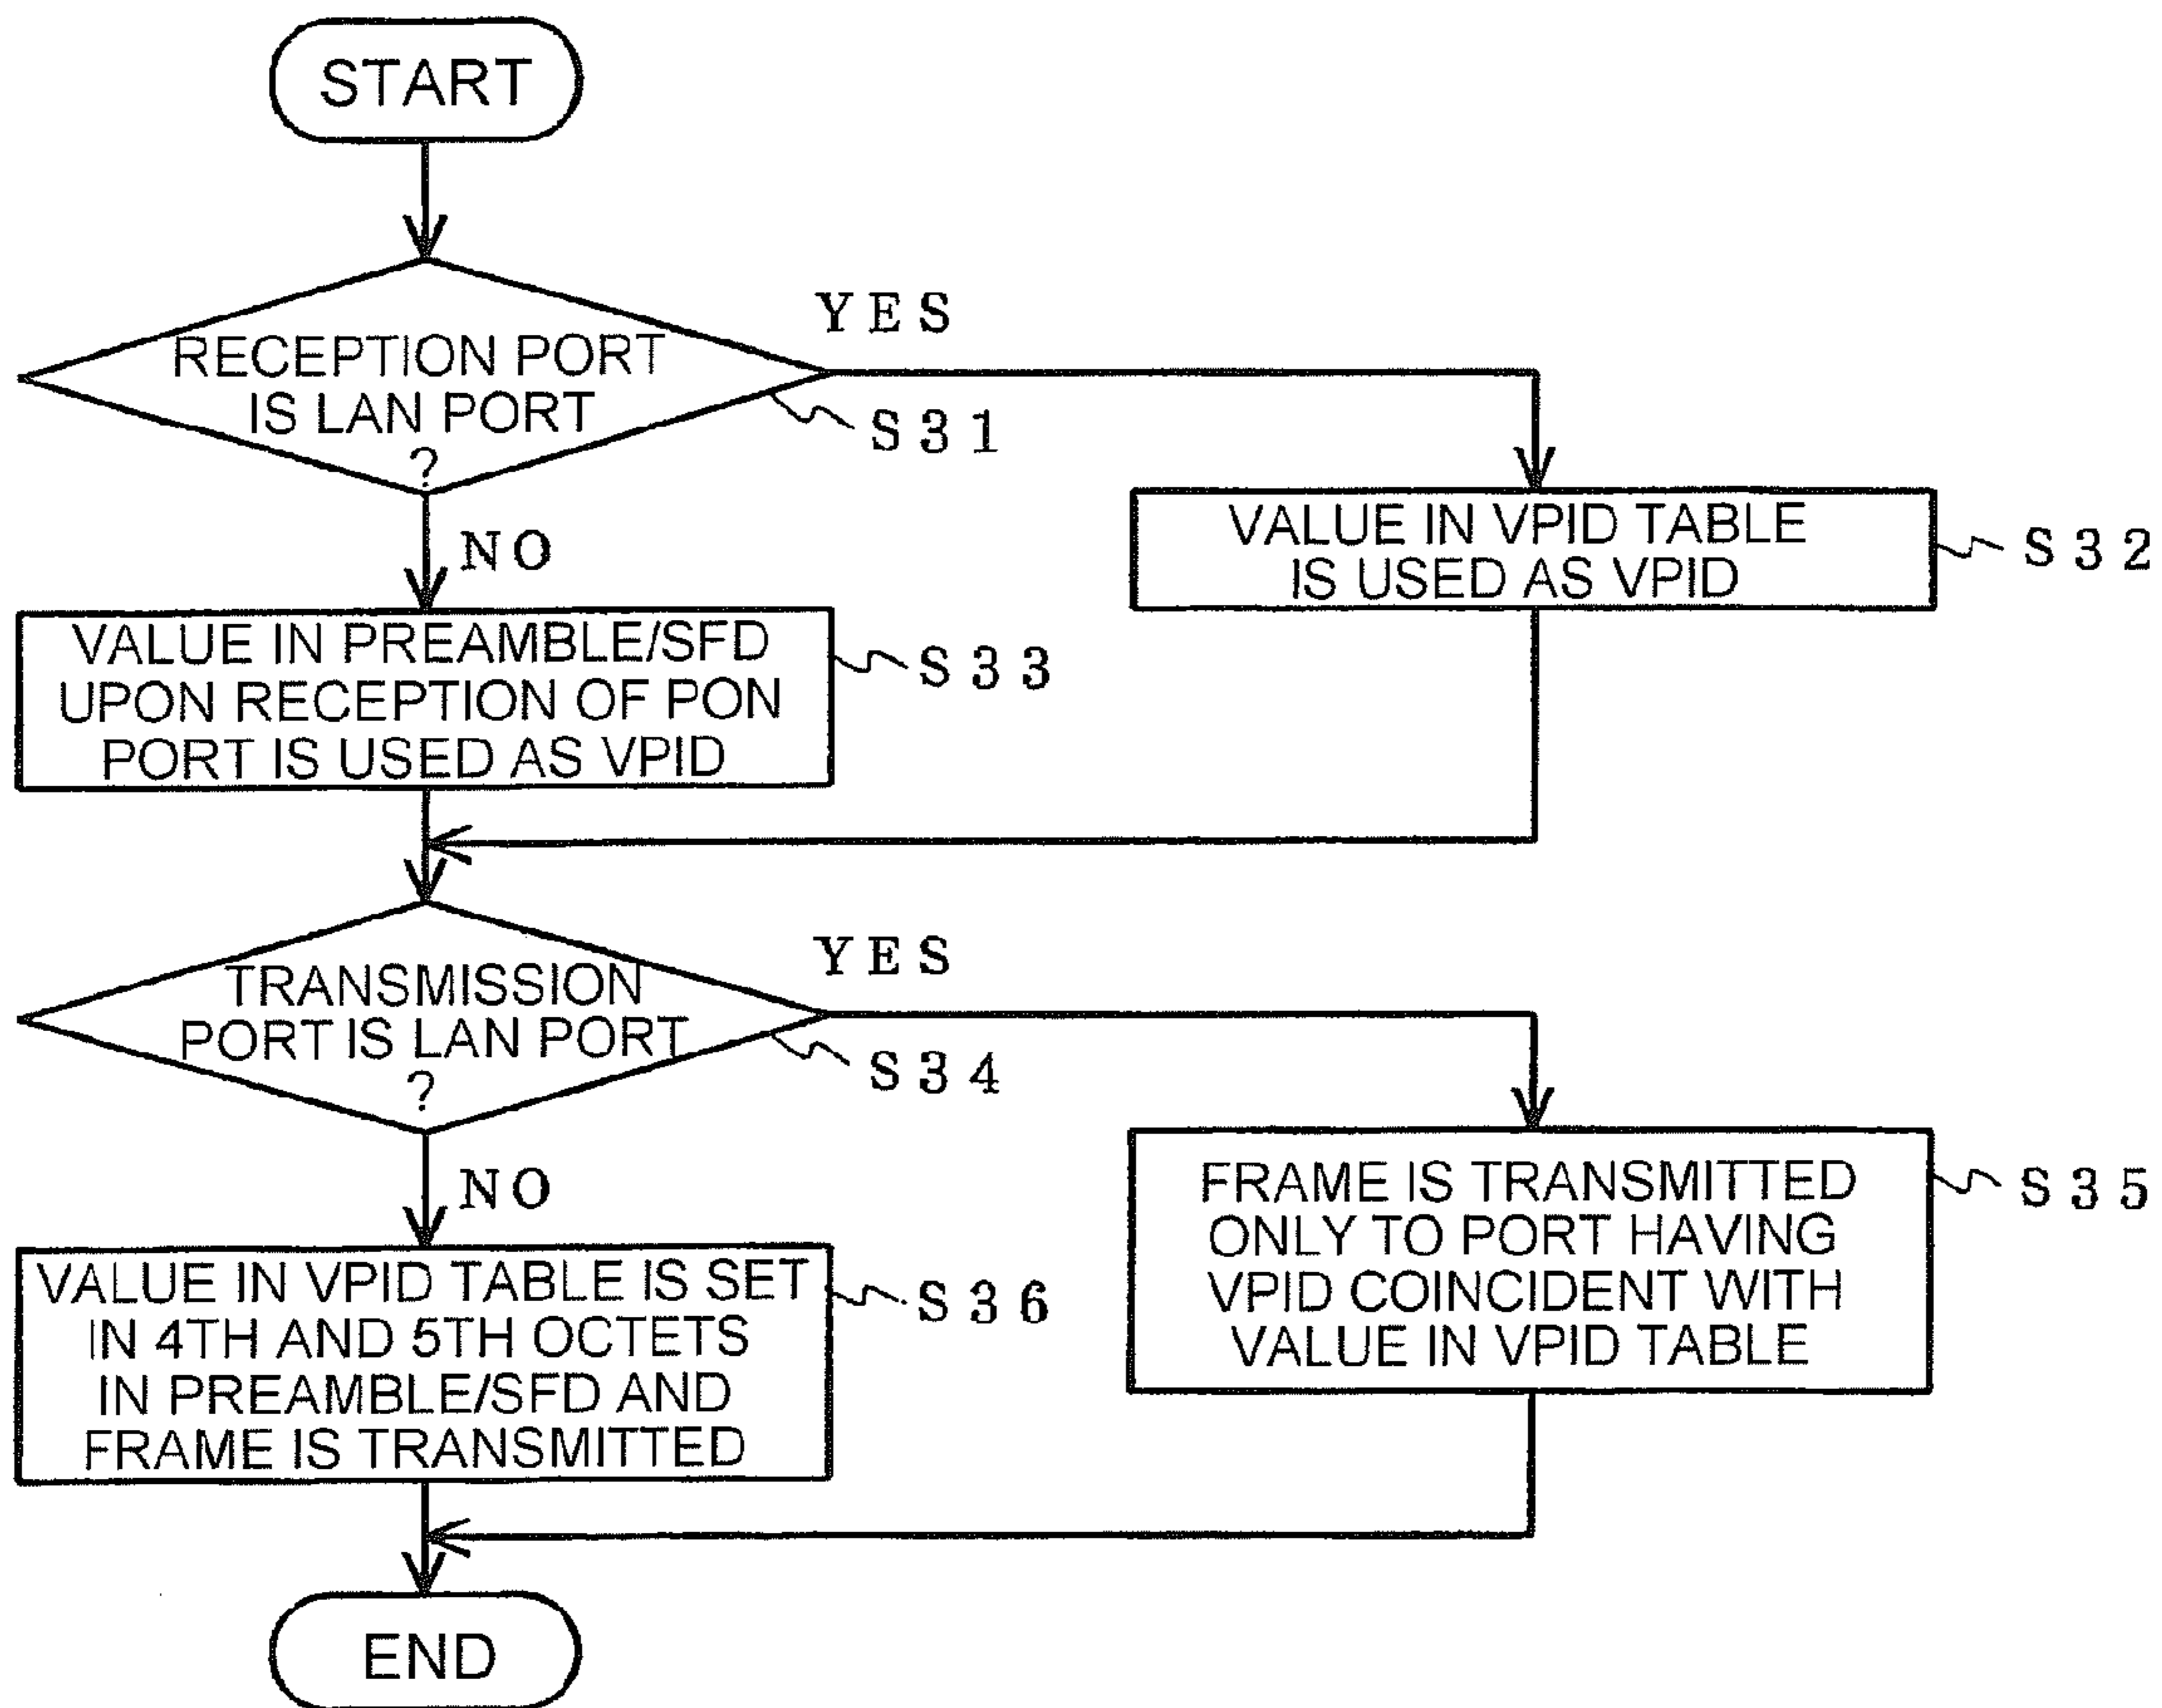 START
RECEPTION PORT
IS LAN PORT
?
YES
S31
NO
VALUE IN VPID TABLE
IS USED AS VPID
S32
VALUE IN PREAMBLE/SFD
UPON RECEPTION OF PON
PORT IS USED AS VPID
S33
TRANSMISSION
PORT IS LAN PORT
?
YES
S34
NO
FRAME IS TRANSMITTED
ONLY TO PORT HAVING
VPID COINCIDENT WITH
VALUE IN VPID TABLE
S35
VALUE IN VPID TABLE IS SET
IN 4TH AND 5TH OCTETS
IN PREAMBLE/SFD AND
FRAME IS TRANSMITTED
S36
END